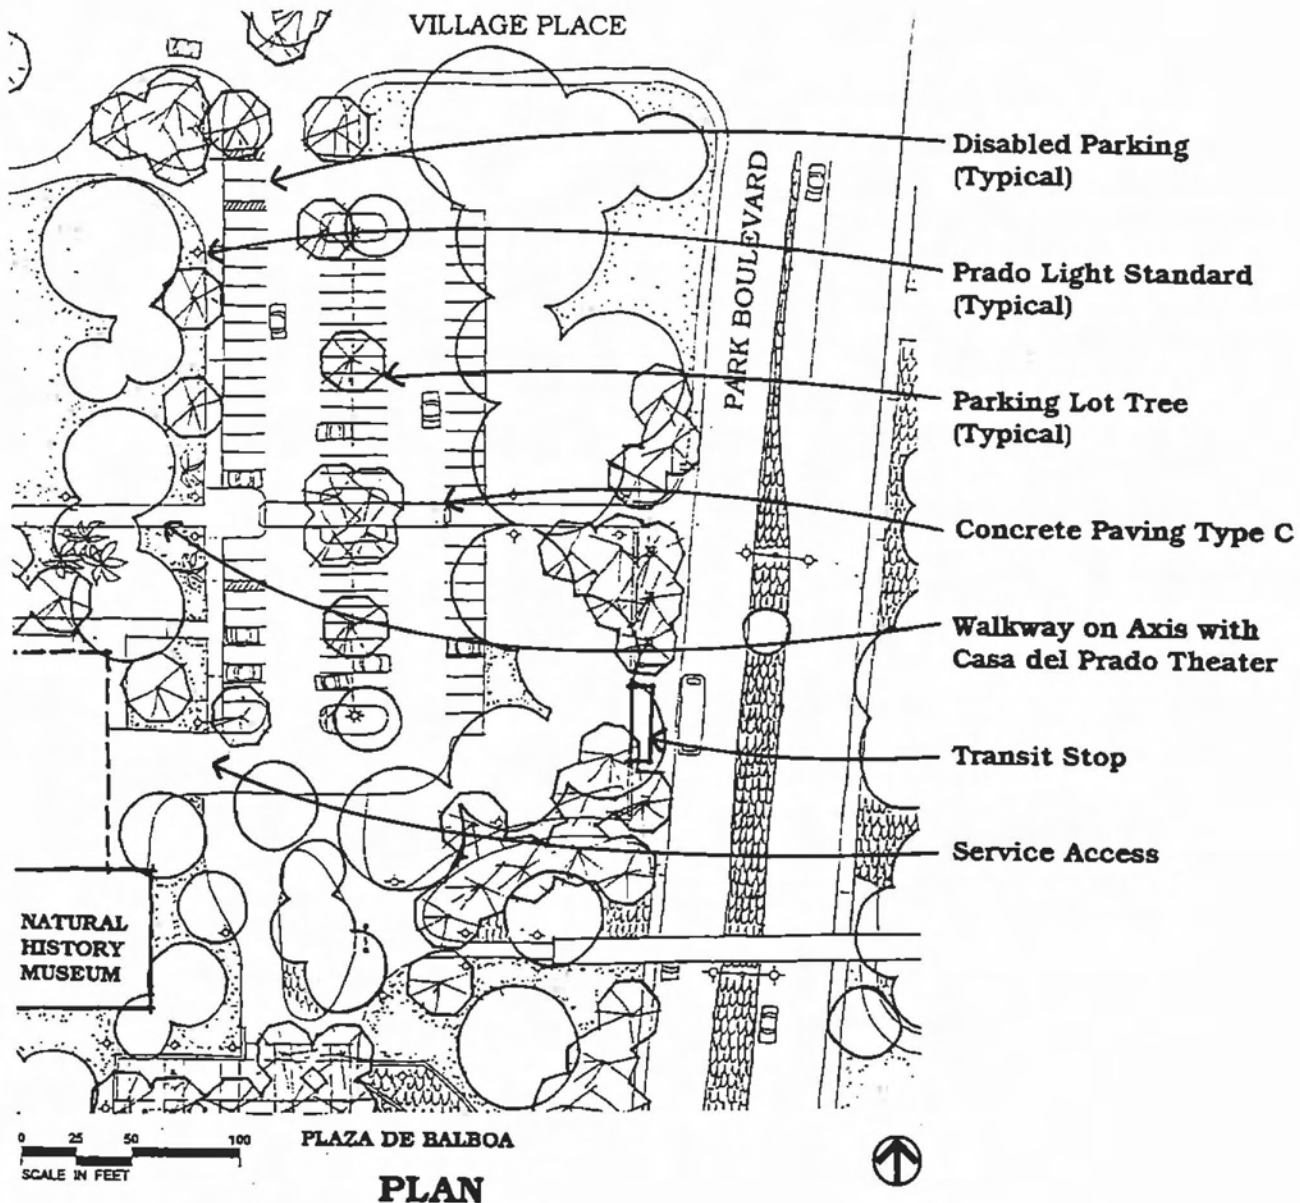 VILLAGE PLACE
Disabled Parking
(Typical)
PARK BOULEVARD
Prado Light Standard
(Typical)
Parking Lot Tree
(Typical)
Concrete Paving Type C
Walkway on Axis with
Casa del Prado Theater
Transit Stop
Service Access
NATURAL
HISTORY
MUSEUM
0 25 50 100
SCALE IN FEET
PLAZA DE BALBOA
PLAN